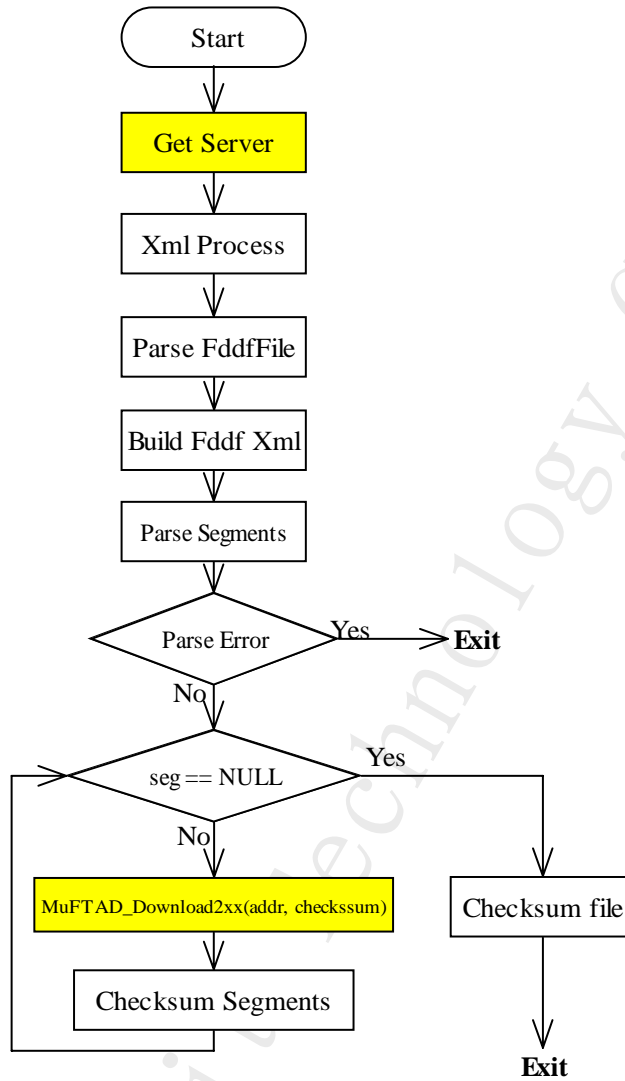 Start
Get Server
Xml Process
Parse FddfFile
Build Fddf Xml
Parse Segments
Parse Error
Yes
Exit
No
seg == NULL
Yes
No
MuFTAD_Download2xx(addr, checkssum)
Checksum file
Checksum Segments
Exit